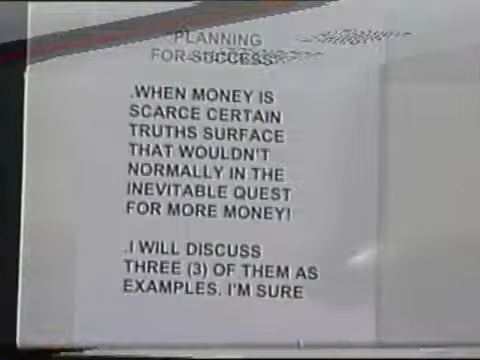 PLANNING
FOR SUCCESS
.WHEN MONEY IS
SCARCE CERTAIN
TRUTHS SURFACE
THAT WOULDN'T
NORMALLY IN THE
INEVITABLE QUEST
FOR MORE MONEY!
.I WILL DISCUSS
THREE (3) OF THEM AS
EXAMPLES. I'M SURE